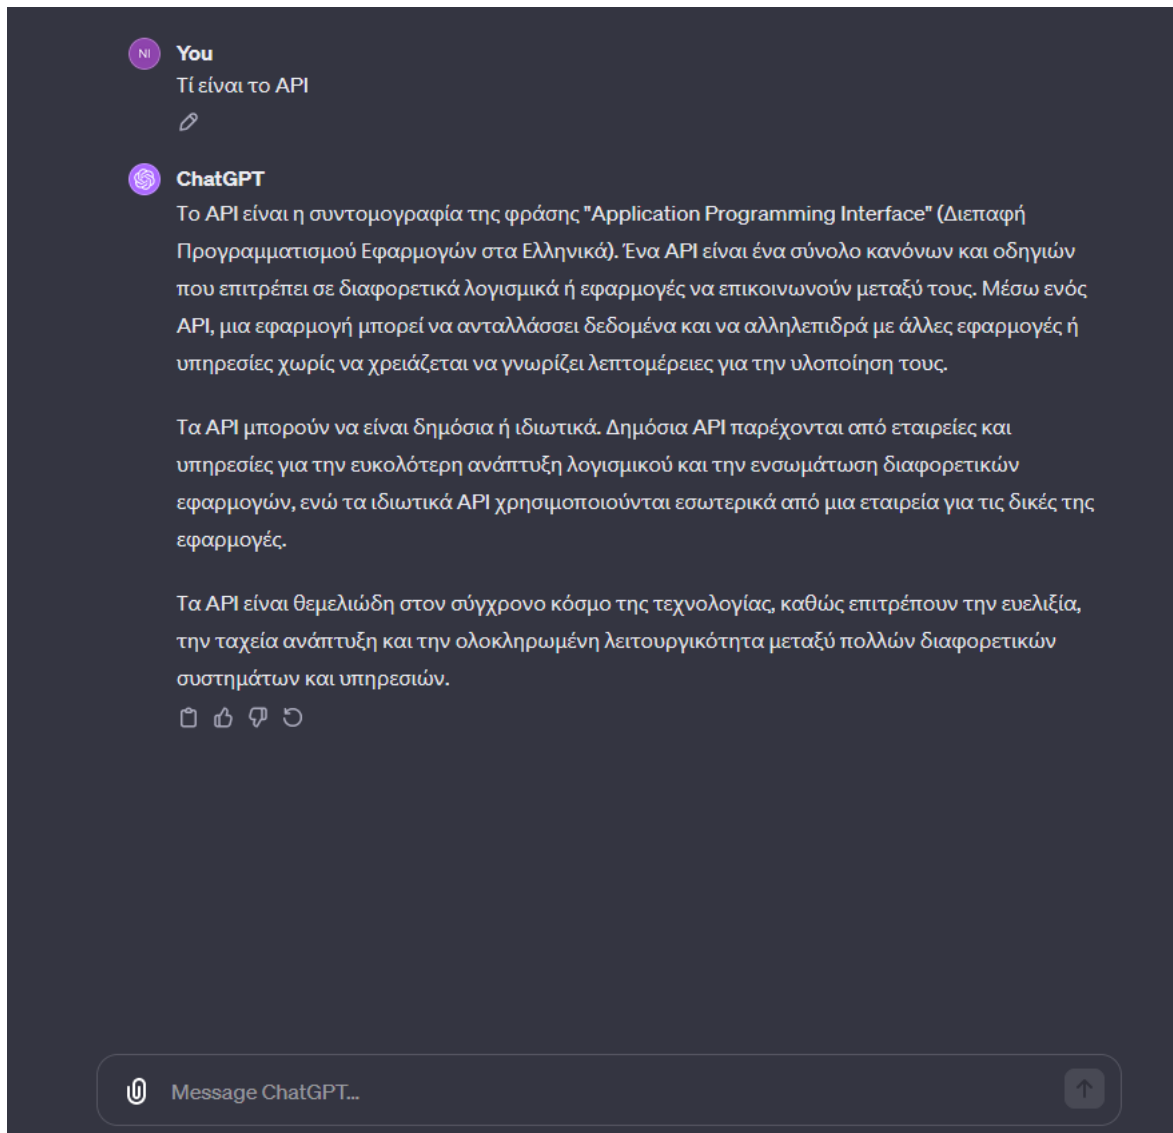 NI
You
Τί είναι το API
ChatGPT
Το API είναι η συντομογραφία της φράσης "Application Programming Interface" (Διεπαφή
Προγραμματισμού Εφαρμογών στα Ελληνικά). Ένα API είναι ένα σύνολο κανόνων και οδηγιών
που επιτρέπει σε διαφορετικά λογισμικά ή εφαρμογές να επικοινωνούν μεταξύ τους. Μέσω ενός
API, μια εφαρμογή μπορεί να ανταλλάσσει δεδομένα και να αλληλεπιδρά με άλλες εφαρμογές ή
υπηρεσίες χωρίς να χρειάζεται να γνωρίζει λεπτομέρειες για την υλοποίηση τους.
Τα API μπορούν να είναι δημόσια ή ιδιωτικά. Δημόσια API παρέχονται από εταιρείες και
υπηρεσίες για την ευκολότερη ανάπτυξη λογισμικού και την ενσωμάτωση διαφορετικών
εφαρμογών, ενώ τα ιδιωτικά API χρησιμοποιούνται εσωτερικά από μια εταιρεία για τις δικές της
εφαρμογές.
Τα API είναι θεμελιώδη στον σύγχρονο κόσμο της τεχνολογίας, καθώς επιτρέπουν την ευελιξία,
την ταχεία ανάπτυξη και την ολοκληρωμένη λειτουργικότητα μεταξύ πολλών διαφορετικών
συστημάτων και υπηρεσιών.
Message ChatGPT...